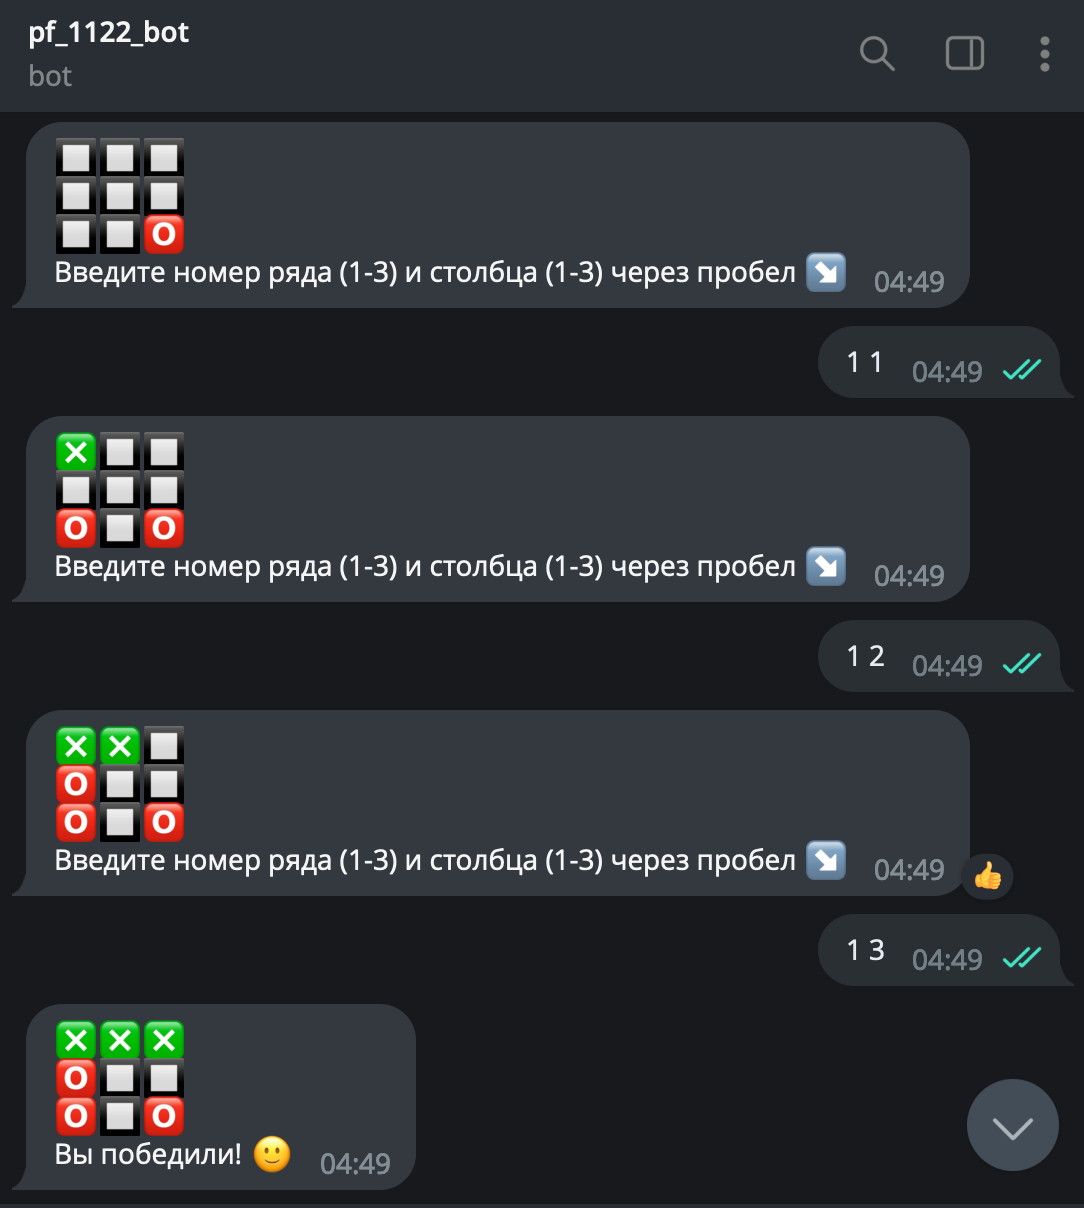 pf_1122_bot
bot
⬜⬜⬜
⬜⬜⬜
⬜⬜🅾️
Введите номер ряда (1-3) и столбца (1-3) через пробел ↘️ 04:49
1 1 04:49
❎⬜⬜
⬜⬜⬜
🅾️⬜🅾️
Введите номер ряда (1-3) и столбца (1-3) через пробел ↘️ 04:49
1 2 04:49
❎❎⬜
🅾️⬜⬜
🅾️⬜🅾️
Введите номер ряда (1-3) и столбца (1-3) через пробел ↘️ 04:49
👍
1 3 04:49
❎❎❎
🅾️⬜⬜
🅾️⬜🅾️
Вы победили! 🙂 04:49